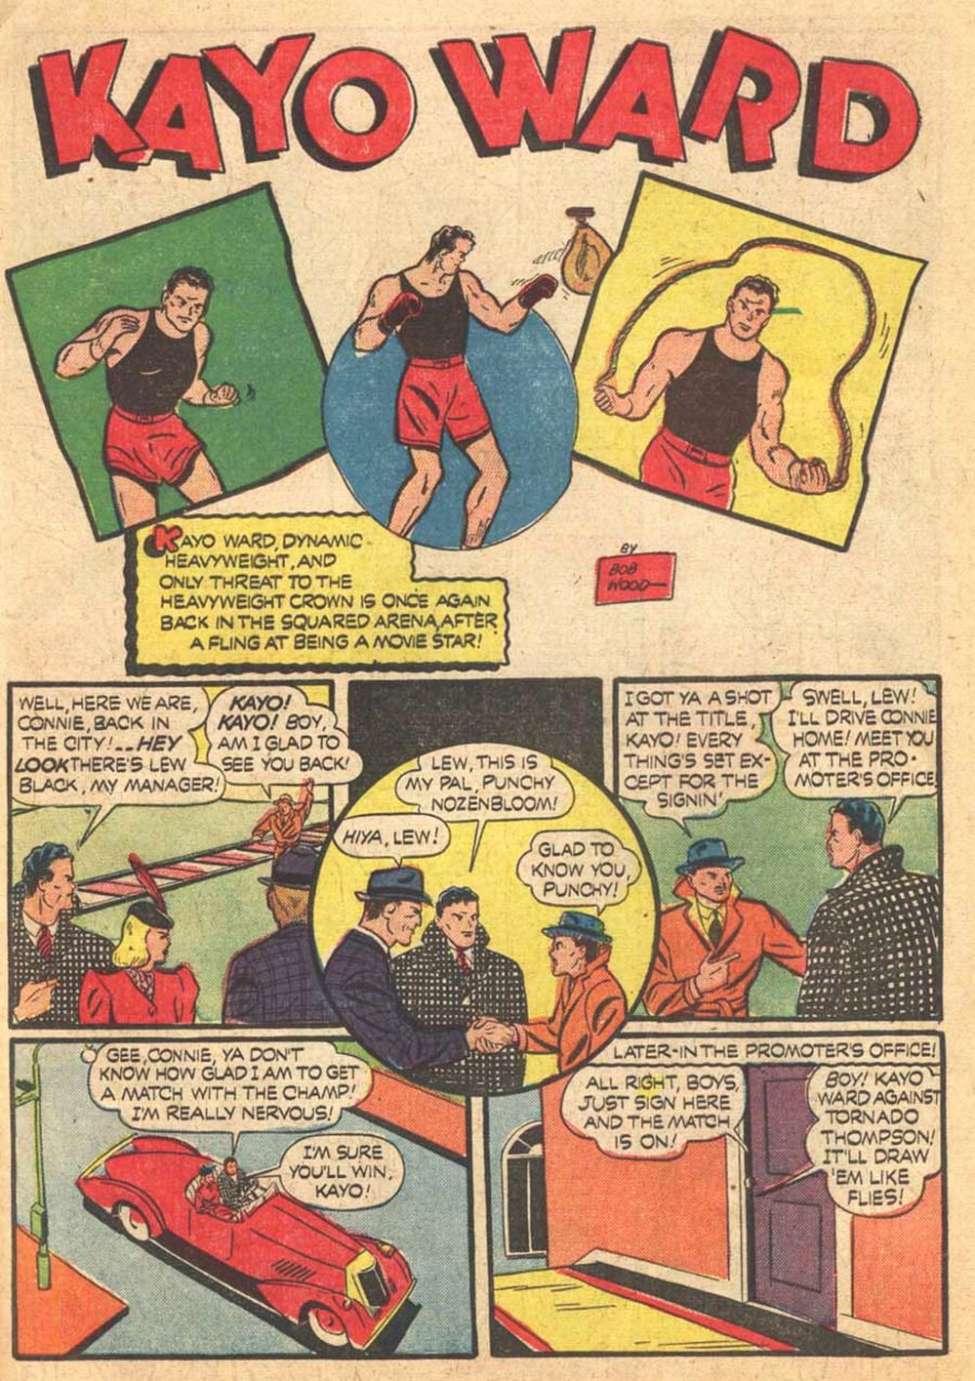 KAYO WARD
KAYO WARD, DYNAMIC
HEAVYWEIGHT, AND
ONLY THREAT TO THE
HEAVYWEIGHT CROWN IS ONCE AGAIN
BACK IN THE SQUARED ARENA, AFTER
A FLING AT BEING A MOVIE STAR!
BY
BOB
WOOD—
WELL, HERE WE ARE,
CONNIE, BACK IN
THE CITY!.. HEY
LOOK THERE'S LEW
BLACK, MY MANAGER!
KAYO!
KAYO! BOY,
AM I GLAD TO
SEE YOU BACK!
LEW, THIS IS
MY PAL, PUNCHY
NOZENBLOOM!
HIYA, LEW!
GLAD TO
KNOW YOU,
PUNCHY!
I GOT YA A SHOT
AT THE TITLE,
KAYO! EVERY
THING'S SET EX-
CEPT FOR THE
SIGNIN'
SWELL, LEW!
I'LL DRIVE CONNIE
HOME! MEET YOU
AT THE PRO-
MOTER'S OFFICE
GEE, CONNIE, YA DON'T
KNOW HOW GLAD I AM TO GET
A MATCH WITH THE CHAMP!
I'M REALLY NERVOUS!
I'M SURE
YOU'LL WIN,
KAYO!
LATER-IN THE PROMOTER'S OFFICE!
ALL RIGHT, BOYS,
JUST SIGN HERE
AND THE MATCH
IS ON!
BOY! KAYO
WARD AGAINST
TORNADO
THOMPSON!
IT'LL DRAW
'EM LIKE
FLIES!